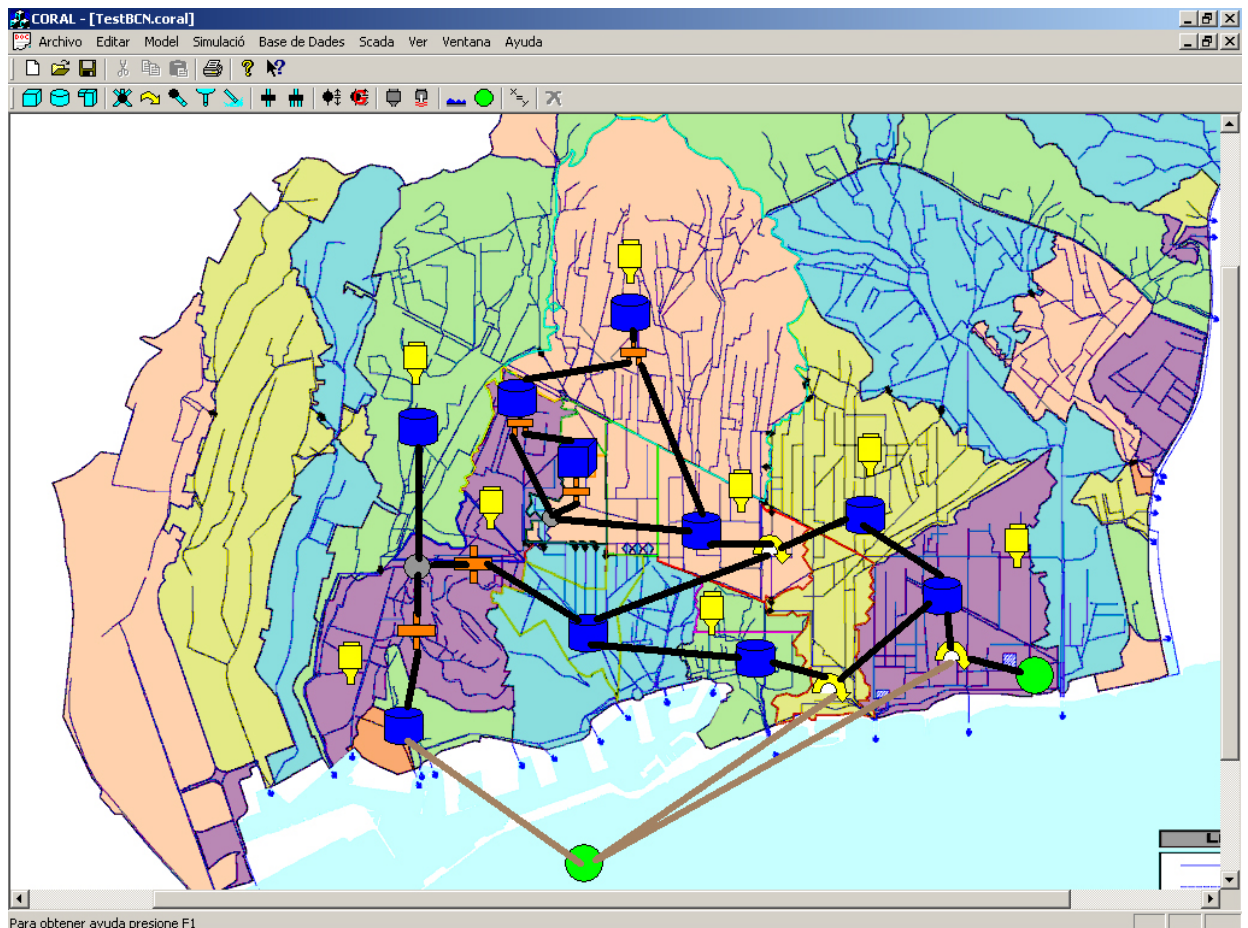 CORAL - [TestBCN.coral]
Archivo Editar Model Simulació Base de Dades Scada Ver Ventana Ayuda
Para obtener ayuda presione F1